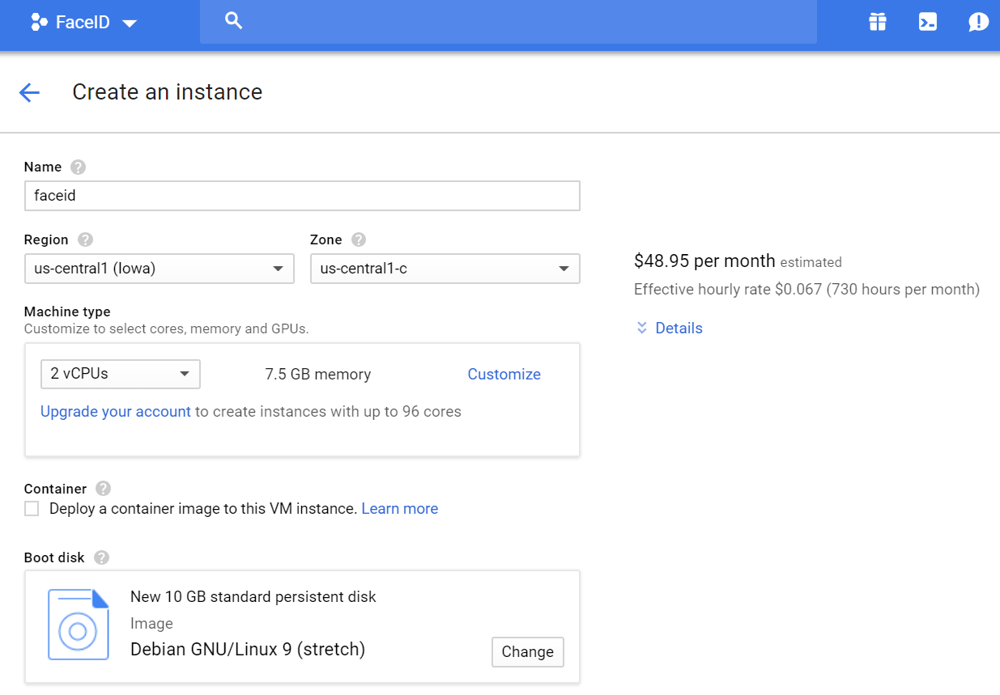 FaceID
Create an instance
Name
faceid
Region Zone
us-central1 (Iowa) us-central1-c
$48.95 per month estimated
Effective hourly rate $0.067 (730 hours per month)
Details
Machine type
Customize to select cores, memory and GPUs.
2 vCPUs 7.5 GB memory Customize
Upgrade your account to create instances with up to 96 cores
Container
Deploy a container image to this VM instance. Learn more
Boot disk
New 10 GB standard persistent disk
Image
Debian GNU/Linux 9 (stretch)
Change